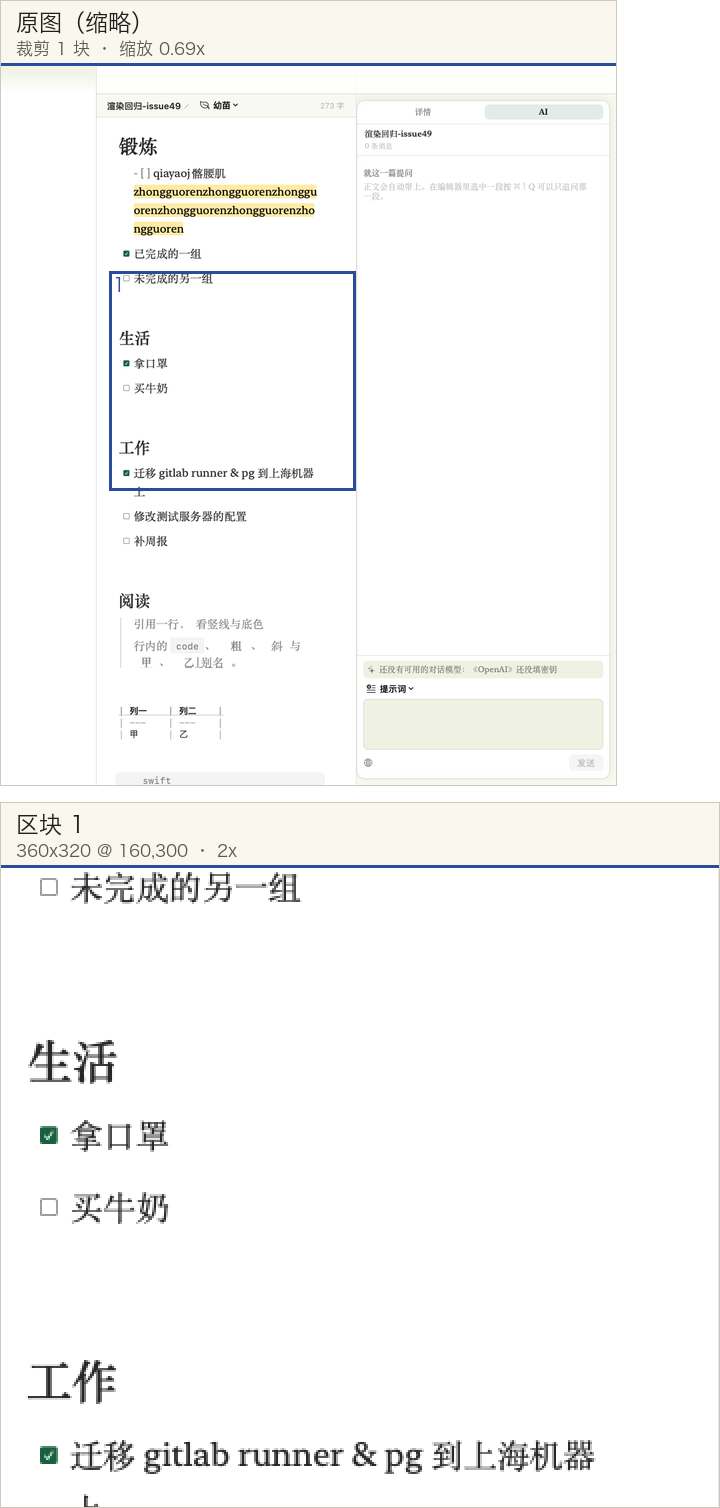 原图（缩略）
裁剪 1 块 · 缩放 0.69x
渲染回归-issue49
幼苗
273 字
详情
AI
渲染回归-issue49
0 条消息
就这一篇提问
正文会自动带上。在编辑器里选中一段按 ⌘⇧Q 可以只追问那
一段。
锻炼
- [ ] qiayaoj 髂腰肌
zhongguorenzhongguorenzhonggu
orenzhongguorenzhongguorenzho
ngguoren
已完成的一组
未完成的另一组
1
生活
拿口罩
买牛奶
工作
迁移 gitlab runner & pg 到上海机器
上
修改测试服务器的配置
补周报
阅读
引用一行。 看竖线与底色
行内的 code 、 粗 、 斜 与
甲 、 乙|别名 。
| 列一 | 列二 |
| --- | --- |
| 甲 | 乙 |
swift
还没有可用的对话模型：《OpenAI》还没填密钥
提示词
发送
区块 1
360x320 @ 160,300 · 2x
未完成的另一组
生活
拿口罩
买牛奶
工作
迁移 gitlab runner & pg 到上海机器